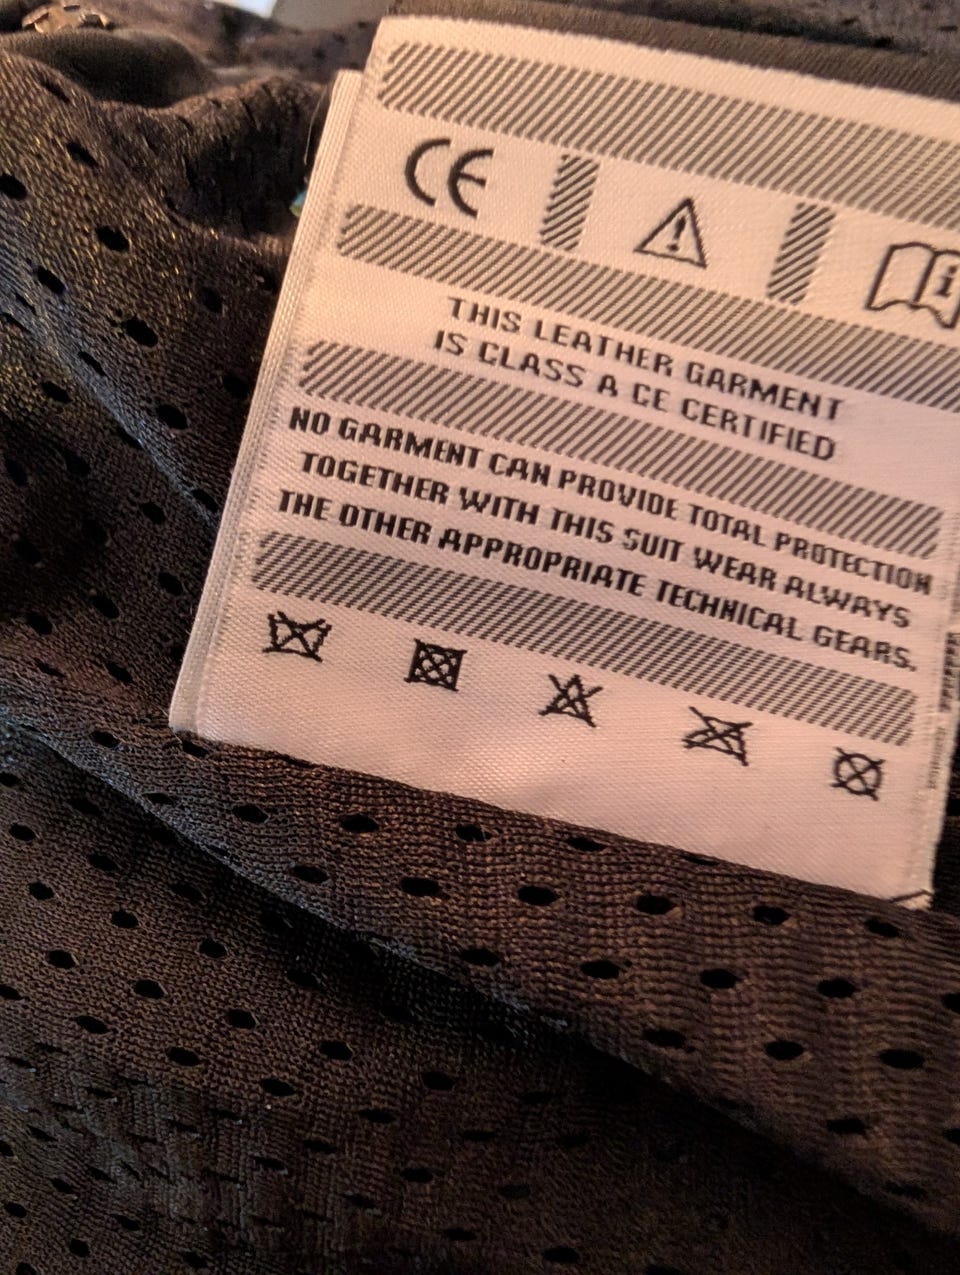 CE
THIS LEATHER GARMENT
IS CLASS A CE CERTIFIED
NO GARMENT CAN PROVIDE TOTAL PROTECTION
TOGETHER WITH THIS SUIT WEAR ALWAYS
THE OTHER APPROPRIATE TECHNICAL GEARS.